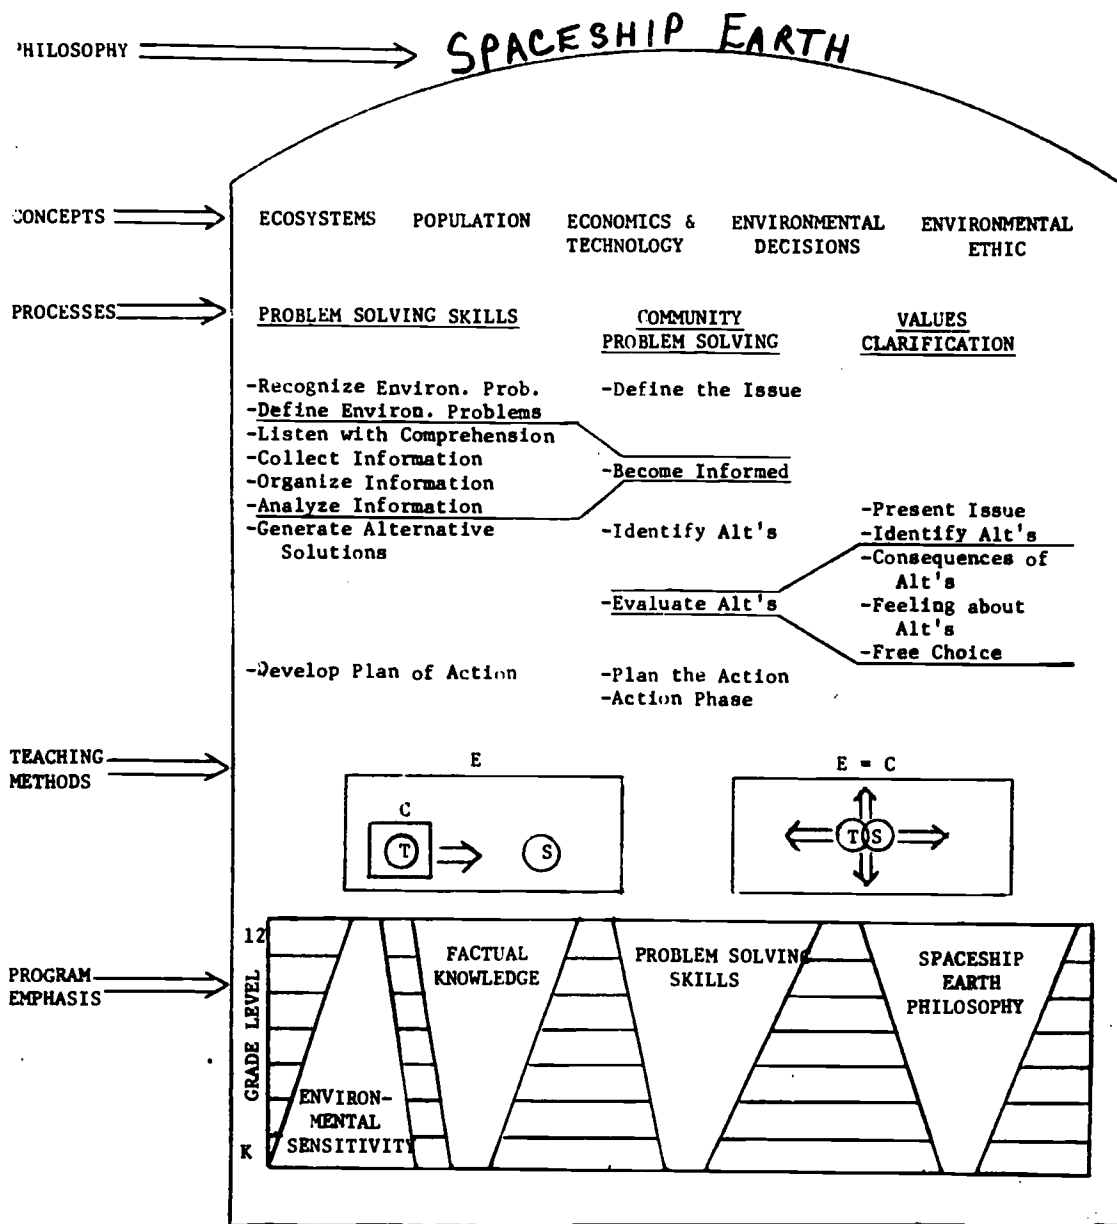 PHILOSOPHY
SPACESHIP EARTH
CONCEPTS
ECOSYSTEMS POPULATION ECONOMICS & ENVIRONMENTAL ENVIRONMENTAL
TECHNOLOGY DECISIONS ETHIC
PROCESSES
PROBLEM SOLVING SKILLS COMMUNITY VALUES
PROBLEM SOLVING CLARIFICATION
-Recognize Environ. Prob. -Define the Issue
-Define Environ. Problems
-Listen with Comprehension
-Collect Information -Become Informed
-Organize Information
-Analyze Information -Present Issue
-Generate Alternative -Identify Alt's -Identify Alt's
Solutions -Consequences of
Alt's
-Evaluate Alt's -Feeling about
Alt's
-Free Choice
-Develop Plan of Action -Plan the Action
-Action Phase
TEACHING
METHODS
E E = C
C
T S T S
PROGRAM
EMPHASIS
GRADE LEVEL
12
K
FACTUAL PROBLEM SOLVING SPACESHIP
KNOWLEDGE SKILLS EARTH
PHILOSOPHY
ENVIRON-
MENTAL
SENSITIVITY